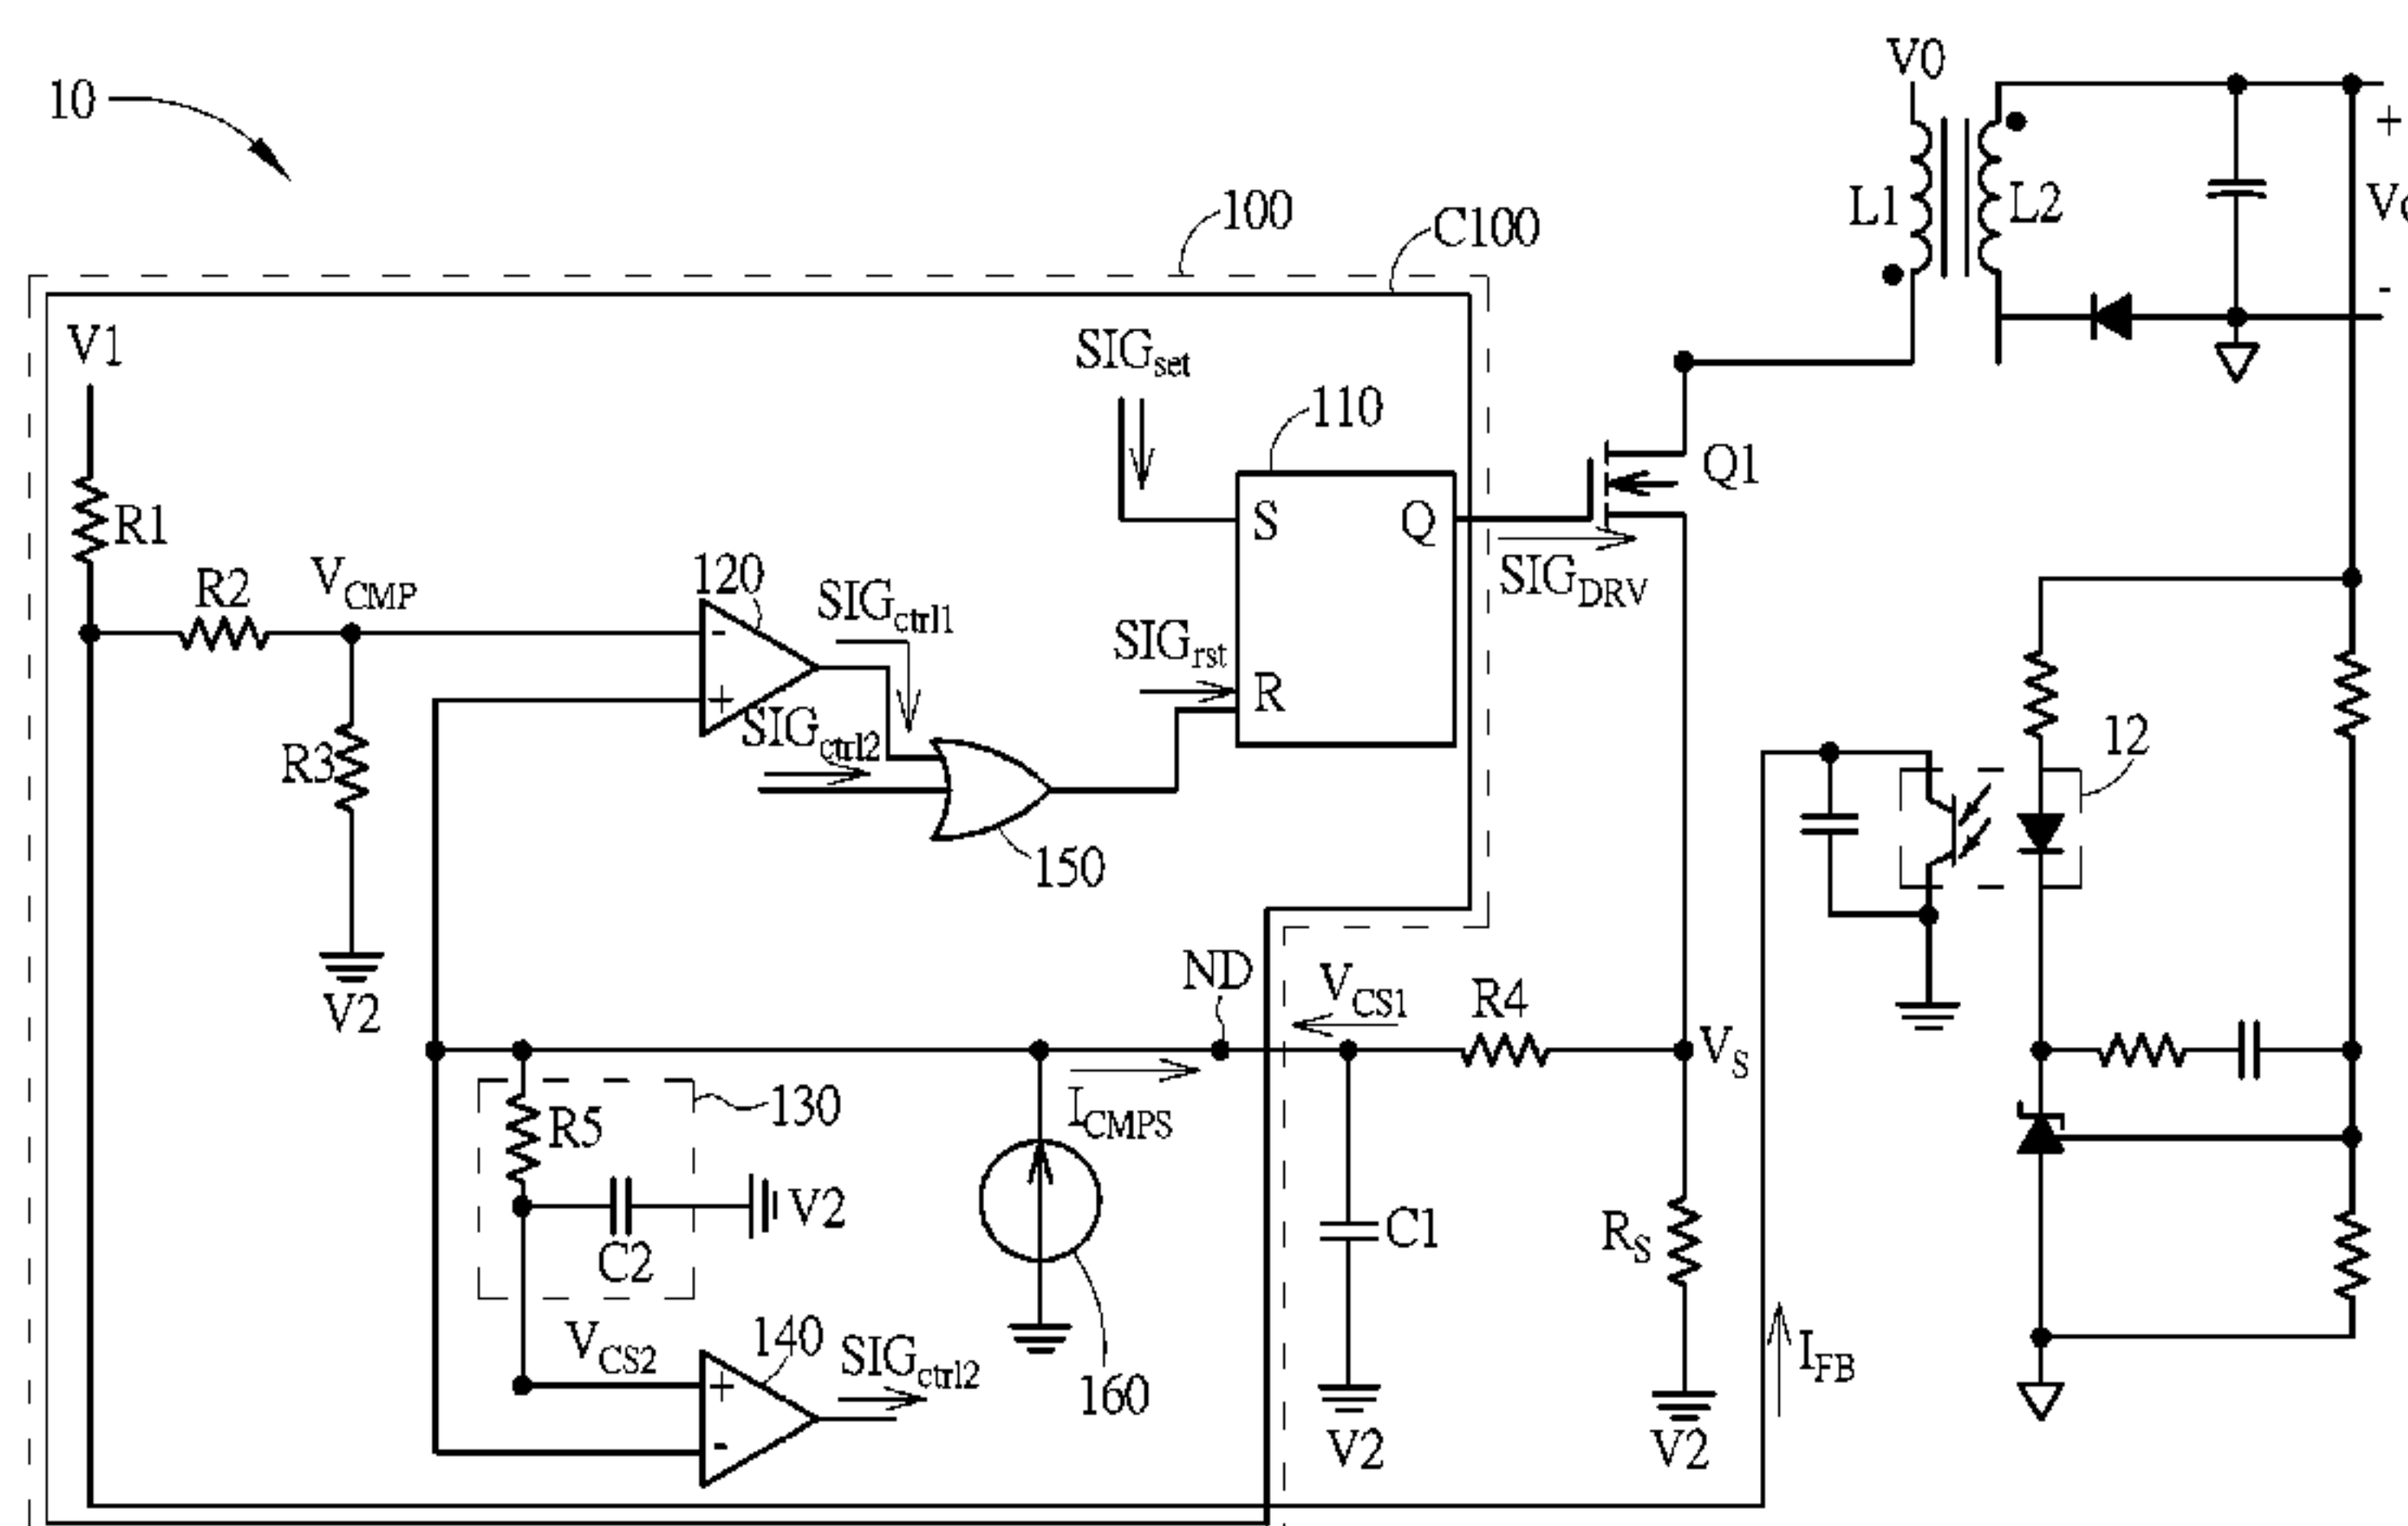 10
V0
L1
L2
+
-
100
C100
V1
SIGset
110
S
Q
Q1
R1
R2
VCMP
120
SIGctrl1
-
+
SIGDRV
SIGrst
R
R3
SIGctrl2
12
150
V2
ND
VCS1
R4
VS
ICMPS
130
R5
V2
C2
C1
RS
VCS2
140
SIGctrl2
+
-
160
IFB
V2
V2